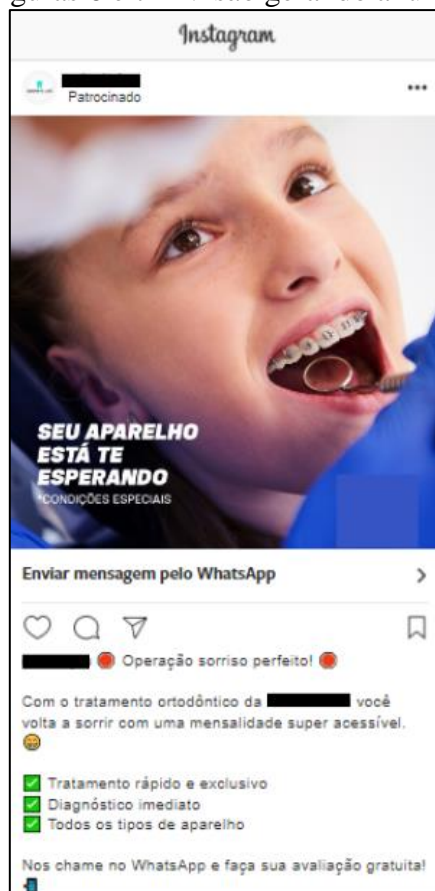 Instagram
Patrocinado
SEU APARELHO
ESTÁ TE
ESPERANDO
*CONDIÇÕES ESPECIAIS
Enviar mensagem pelo WhatsApp
Operação sorriso perfeito!
Com o tratamento ortodôntico da você
volta a sorrir com uma mensalidade super acessível.
Tratamento rápido e exclusivo
Diagnóstico imediato
Todos os tipos de aparelho
Nos chame no WhatsApp e faça sua avaliação gratuita!